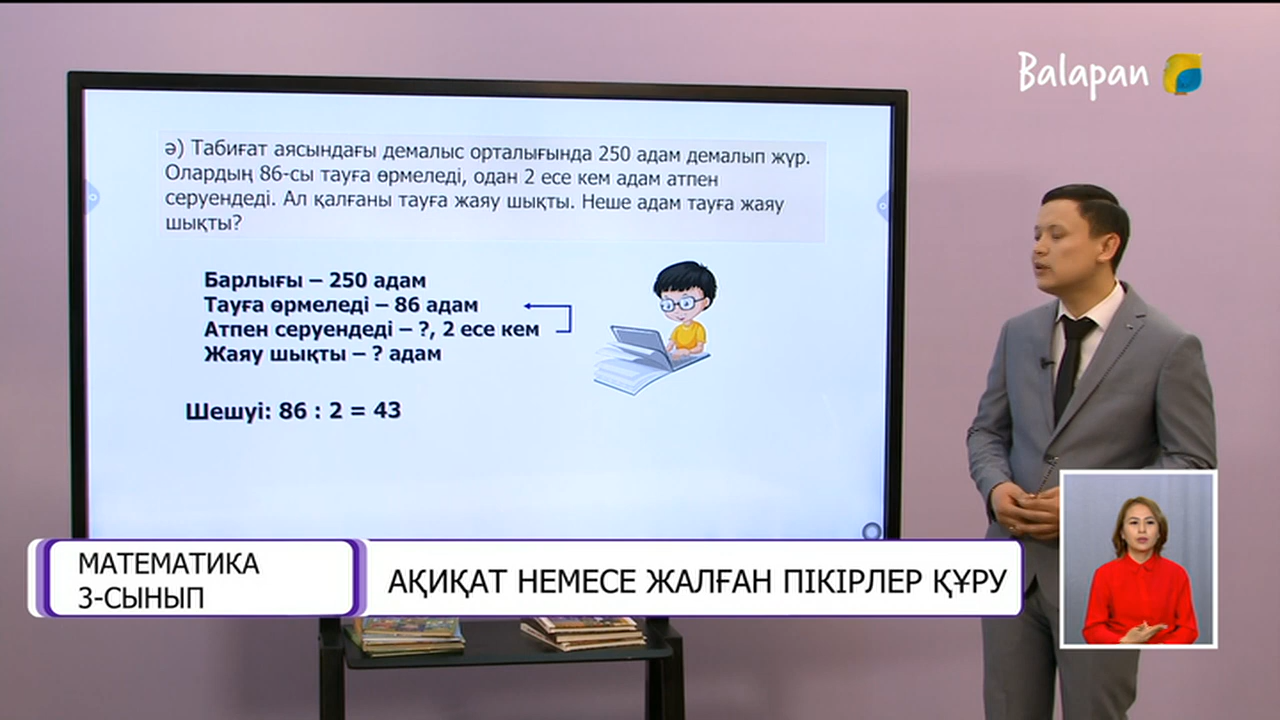 Balapan
ә) Табиғат аясындағы демалыс орталығында 250 адам демалып жүр.
Олардың 86-сы тауға өрмеледі, одан 2 есе кем адам атпен
серуендеді. Ал қалғаны тауға жаяу шықты. Неше адам тауға жаяу
шықты?
Барлығы – 250 адам
Тауға өрмеледі – 86 адам
Атпен серуендеді – ?, 2 есе кем
Жаяу шықты – ? адам
Шешуі: 86 : 2 = 43
МАТЕМАТИКА
3-СЫНЫП
АҚИҚАТ НЕМЕСЕ ЖАЛҒАН ПІКІРЛЕР ҚҰРУ